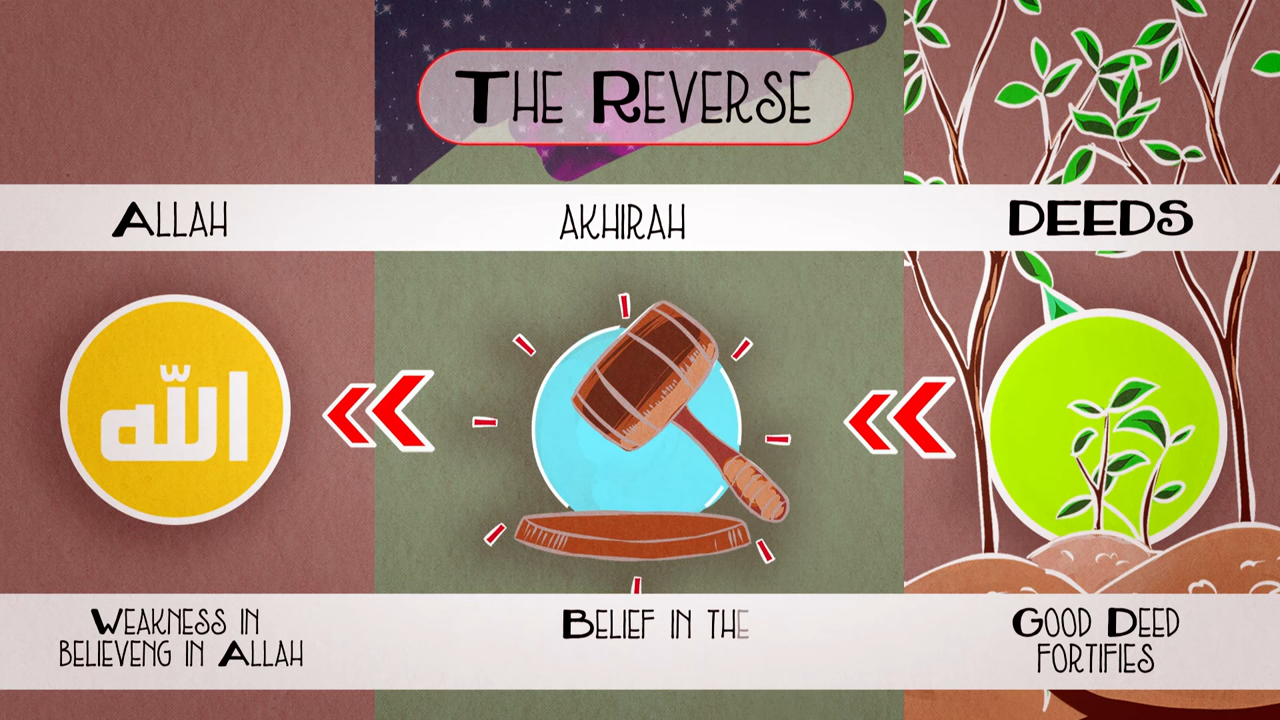 The Reverse
Allah
AKHIRAH
DEEDS
الله
Weakness in
believeng in Allah
Belief in the
Good Deed
fortifies